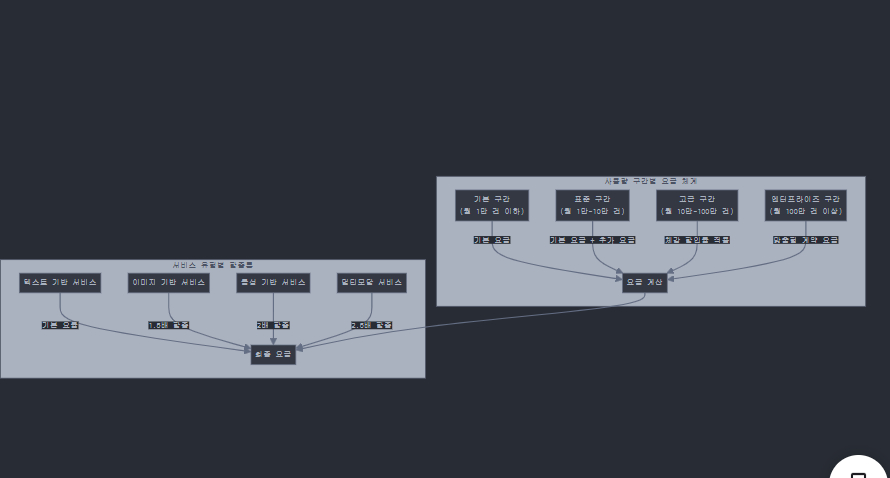 사용량 구간별 요금 체계
기본 구간
(월 1만 건 이하)
표준 구간
(월 1만-10만 건)
고급 구간
(월 10만-100만 건)
엔터프라이즈 구간
(월 100만 건 이상)
기본 요금
기본 요금 + 추가 요금
체감 할인율 적용
맞춤형 계약 요금
요금 계산
서비스 유형별 할증률
텍스트 기반 서비스
이미지 기반 서비스
음성 기반 서비스
멀티모달 서비스
기본 요율
1.5배 할증
2배 할증
2.5배 할증
최종 요금